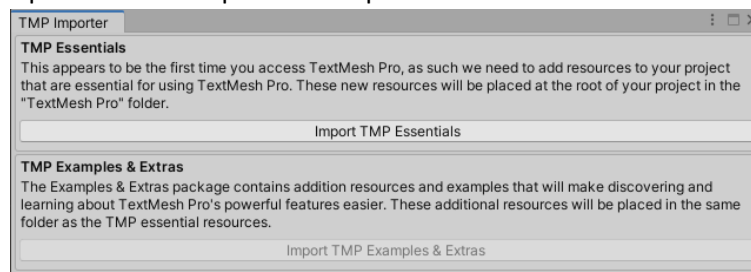 TMP Importer
TMP Essentials
This appears to be the first time you access TextMesh Pro, as such we need to add resources to your project
that are essential for using TextMesh Pro. These new resources will be placed at the root of your project in the
"TextMesh Pro" folder.
Import TMP Essentials
TMP Examples & Extras
The Examples & Extras package contains addition resources and examples that will make discovering and
learning about TextMesh Pro's powerful features easier. These additional resources will be placed in the same
folder as the TMP essential resources.
Import TMP Examples & Extras